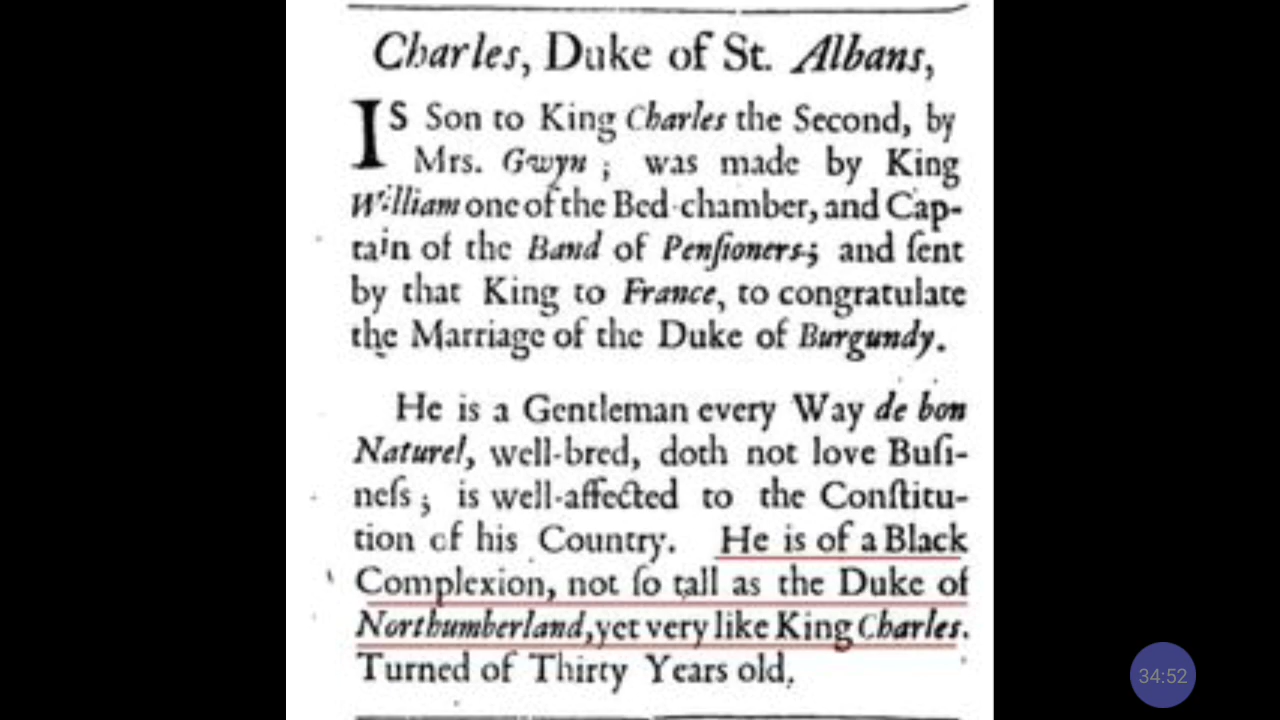 Charles, Duke of St. Albans,
IS Son to King Charles the Second, by
Mrs. Gwyn ; was made by King
William one of the Bed-chamber, and Cap-
tain of the Band of Penſioners; and ſent
by that King to France, to congratulate
the Marriage of the Duke of Burgundy.
He is a Gentleman every Way de bon
Naturel, well-bred, doth not love Buſi-
neſs ; is well-affected to the Conſtitu-
tion of his Country. He is of a Black
Complexion, not ſo tall as the Duke of
Northumberland, yet very like King Charles.
Turned of Thirty Years old.
34:52